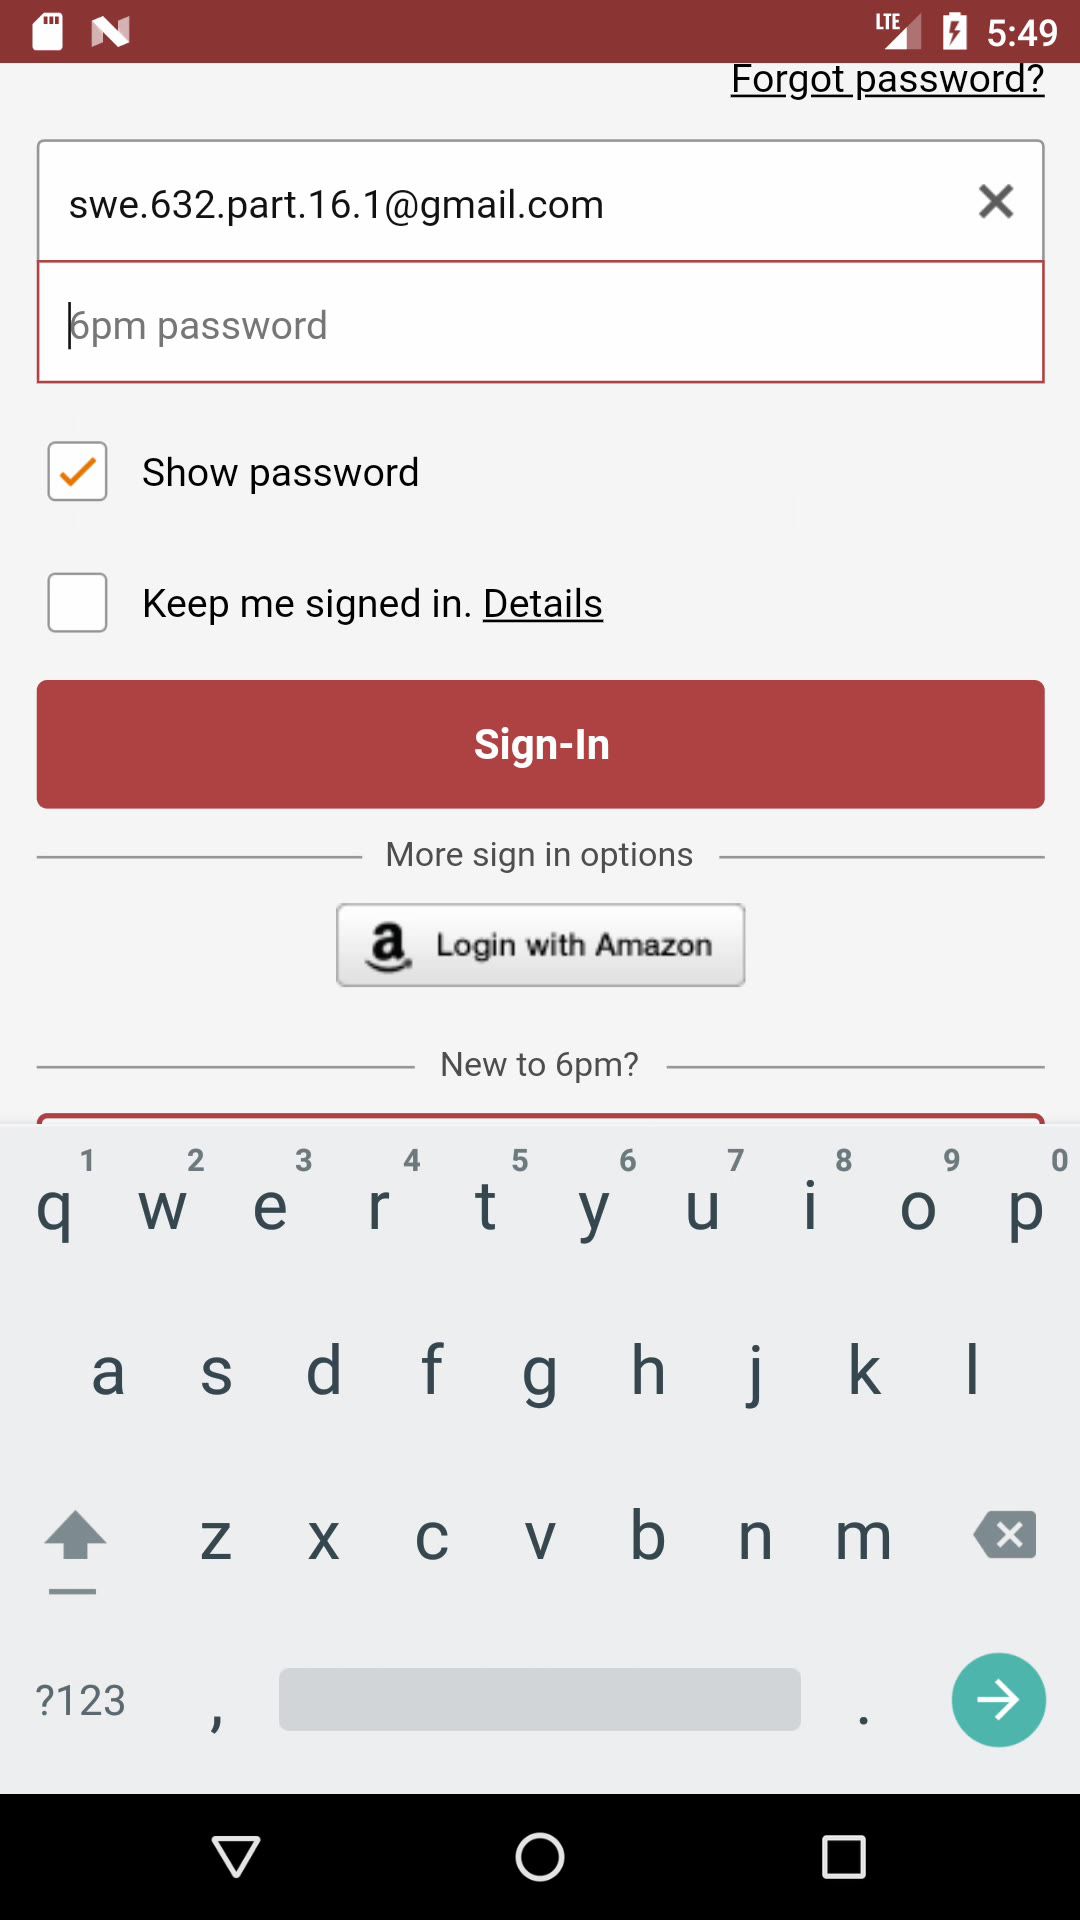 LTE 5:49
Forgot password?
swe.632.part.16.1@gmail.com
6pm password
Show password
Keep me signed in. Details
Sign-In
More sign in options
a Login with Amazon
New to 6pm?
1 2 3 4 5 6 7 8 9 0
q w e r t y u i o p
a s d f g h j k l
z x c v b n m
?123 , .